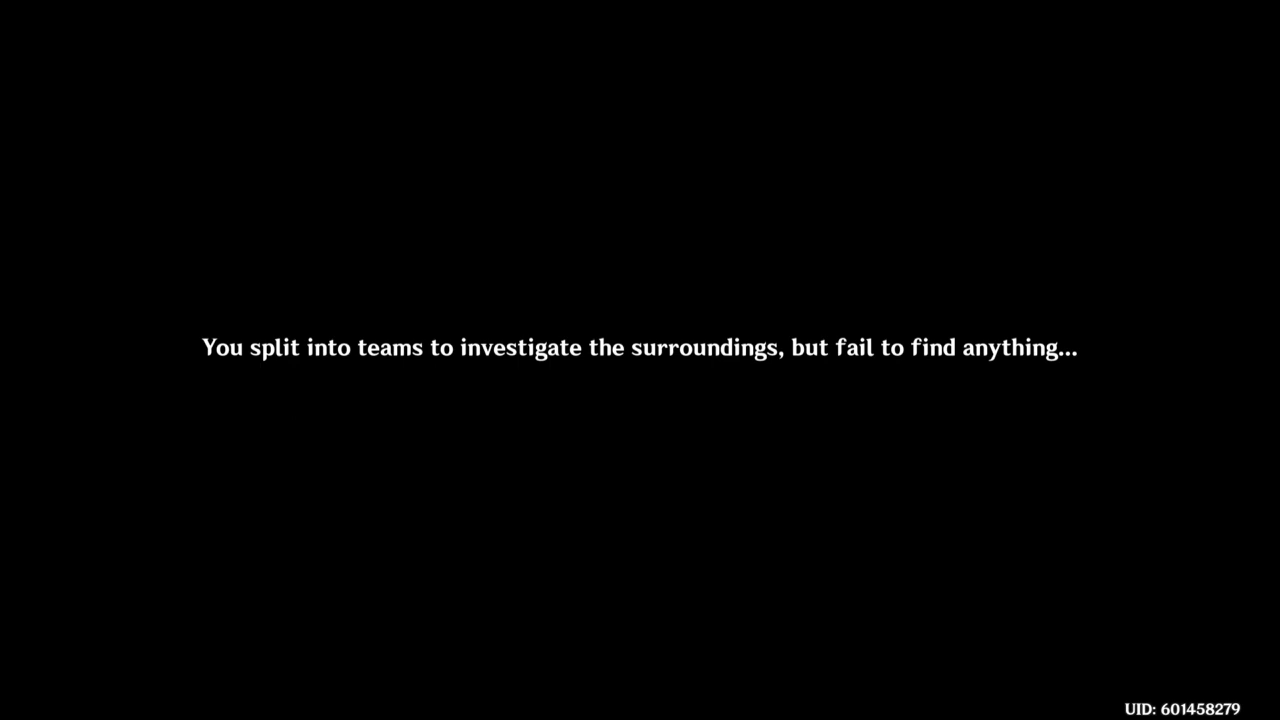 You split into teams to investigate the surroundings, but fail to find anything...
UID: 601458279